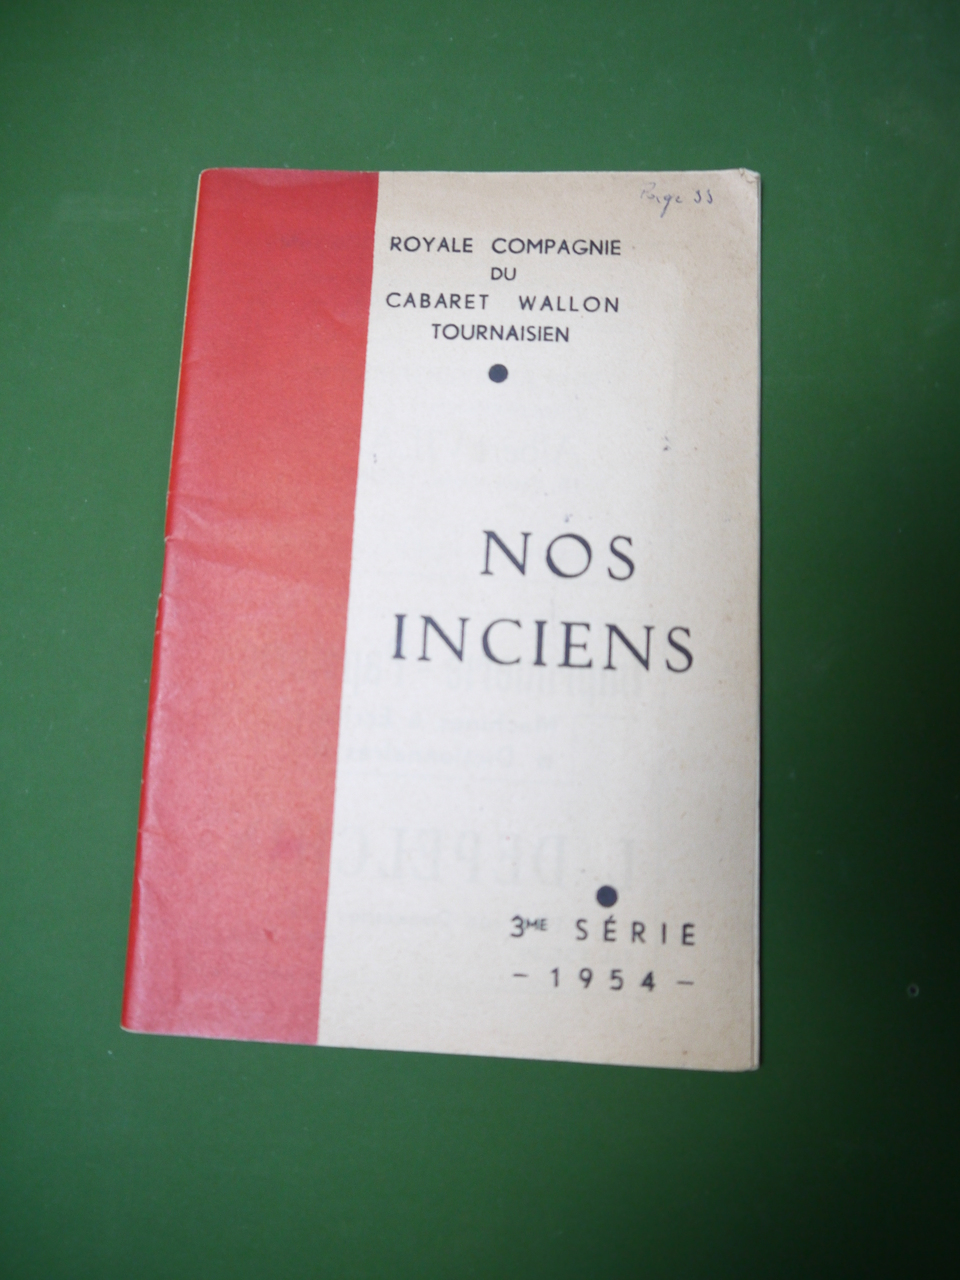 Page 33
ROYALE COMPAGNIE
DU
CABARET WALLON
TOURNAISIEN
NOS
INCIENS
3ME SÉRIE
- 1954 -